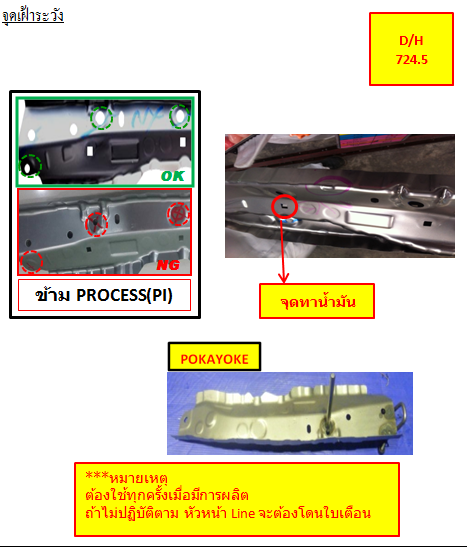 จุดเฝ้าระวัง
D/H
724.5
OK
NG
ข้าม PROCESS(PI)
จุดทาน้ำมัน
POKAYOKE
***หมายเหตุ
ต้องใช้ทุกครั้งเมื่อมีการผลิต
ถ้าไม่ปฏิบัติตาม หัวหน้า Line จะต้องโดนใบเตือน